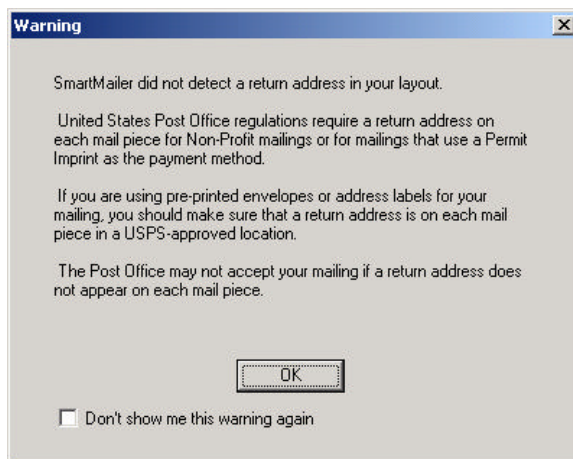 Warning
SmartMailer did not detect a return address in your layout.
United States Post Office regulations require a return address on
each mail piece for Non-Profit mailings or for mailings that use a Permit
Imprint as the payment method.
If you are using pre-printed envelopes or address labels for your
mailing, you should make sure that a return address is on each mail
piece in a USPS-approved location.
The Post Office may not accept your mailing if a return address does
not appear on each mail piece.
OK
Don't show me this warning again